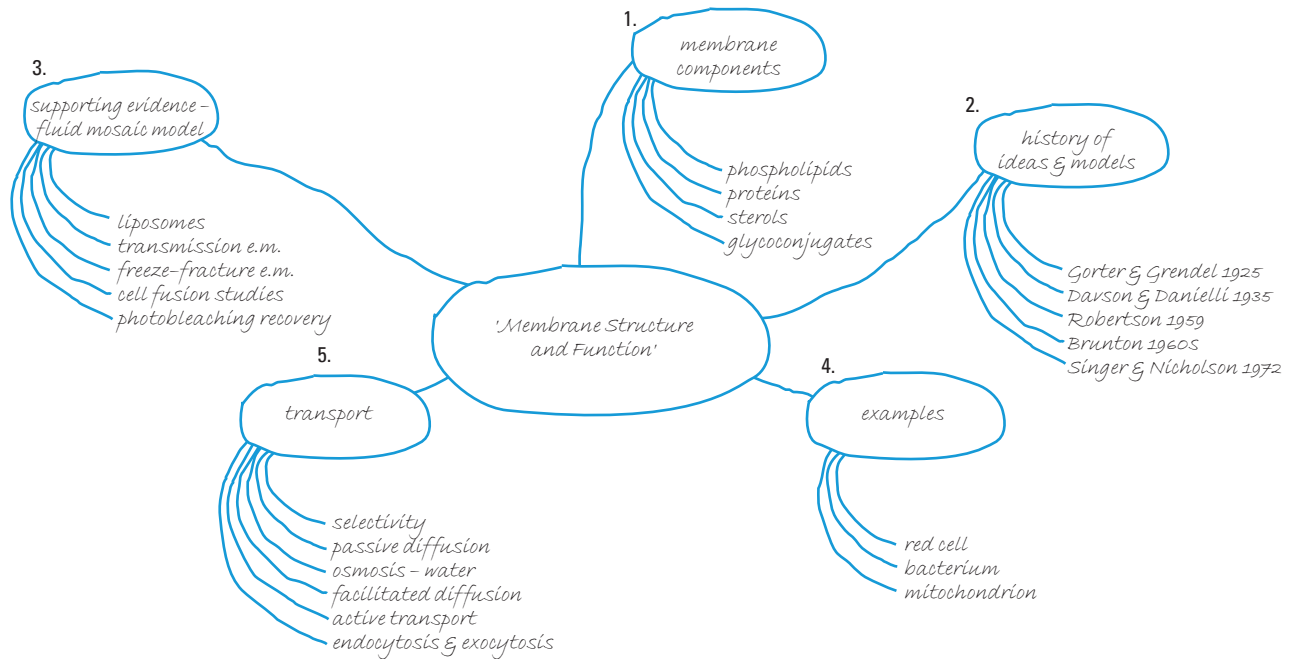 'Membrane Structure
and Function'
1.
membrane
components
phospholipids
proteins
sterols
glycoconjugates
2.
history of
ideas & models
Gorter & Grendel 1925
Davson & Danielli 1935
Robertson 1959
Brunton 1960s
Singer & Nicholson 1972
3.
supporting evidence –
fluid mosaic model
liposomes
transmission e.m.
freeze-fracture e.m.
cell fusion studies
photobleaching recovery
4.
examples
red cell
bacterium
mitochondrion
5.
transport
selectivity
passive diffusion
osmosis – water
facilitated diffusion
active transport
endocytosis & exocytosis